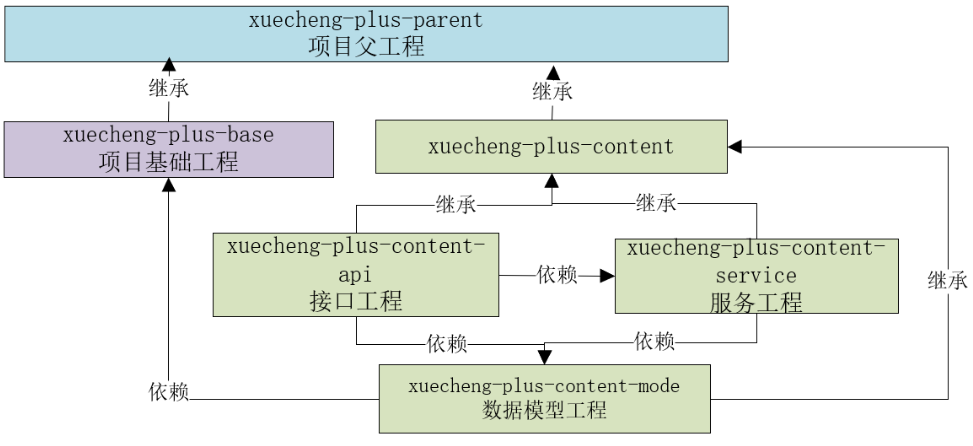 xuecheng-plus-parent
项目父工程
继承
继承
xuecheng-plus-base
项目基础工程
xuecheng-plus-content
继承
继承
xuecheng-plus-content-
api
接口工程
依赖
xuecheng-plus-content-
service
服务工程
继承
依赖
依赖
依赖
xuecheng-plus-content-mode
数据模型工程